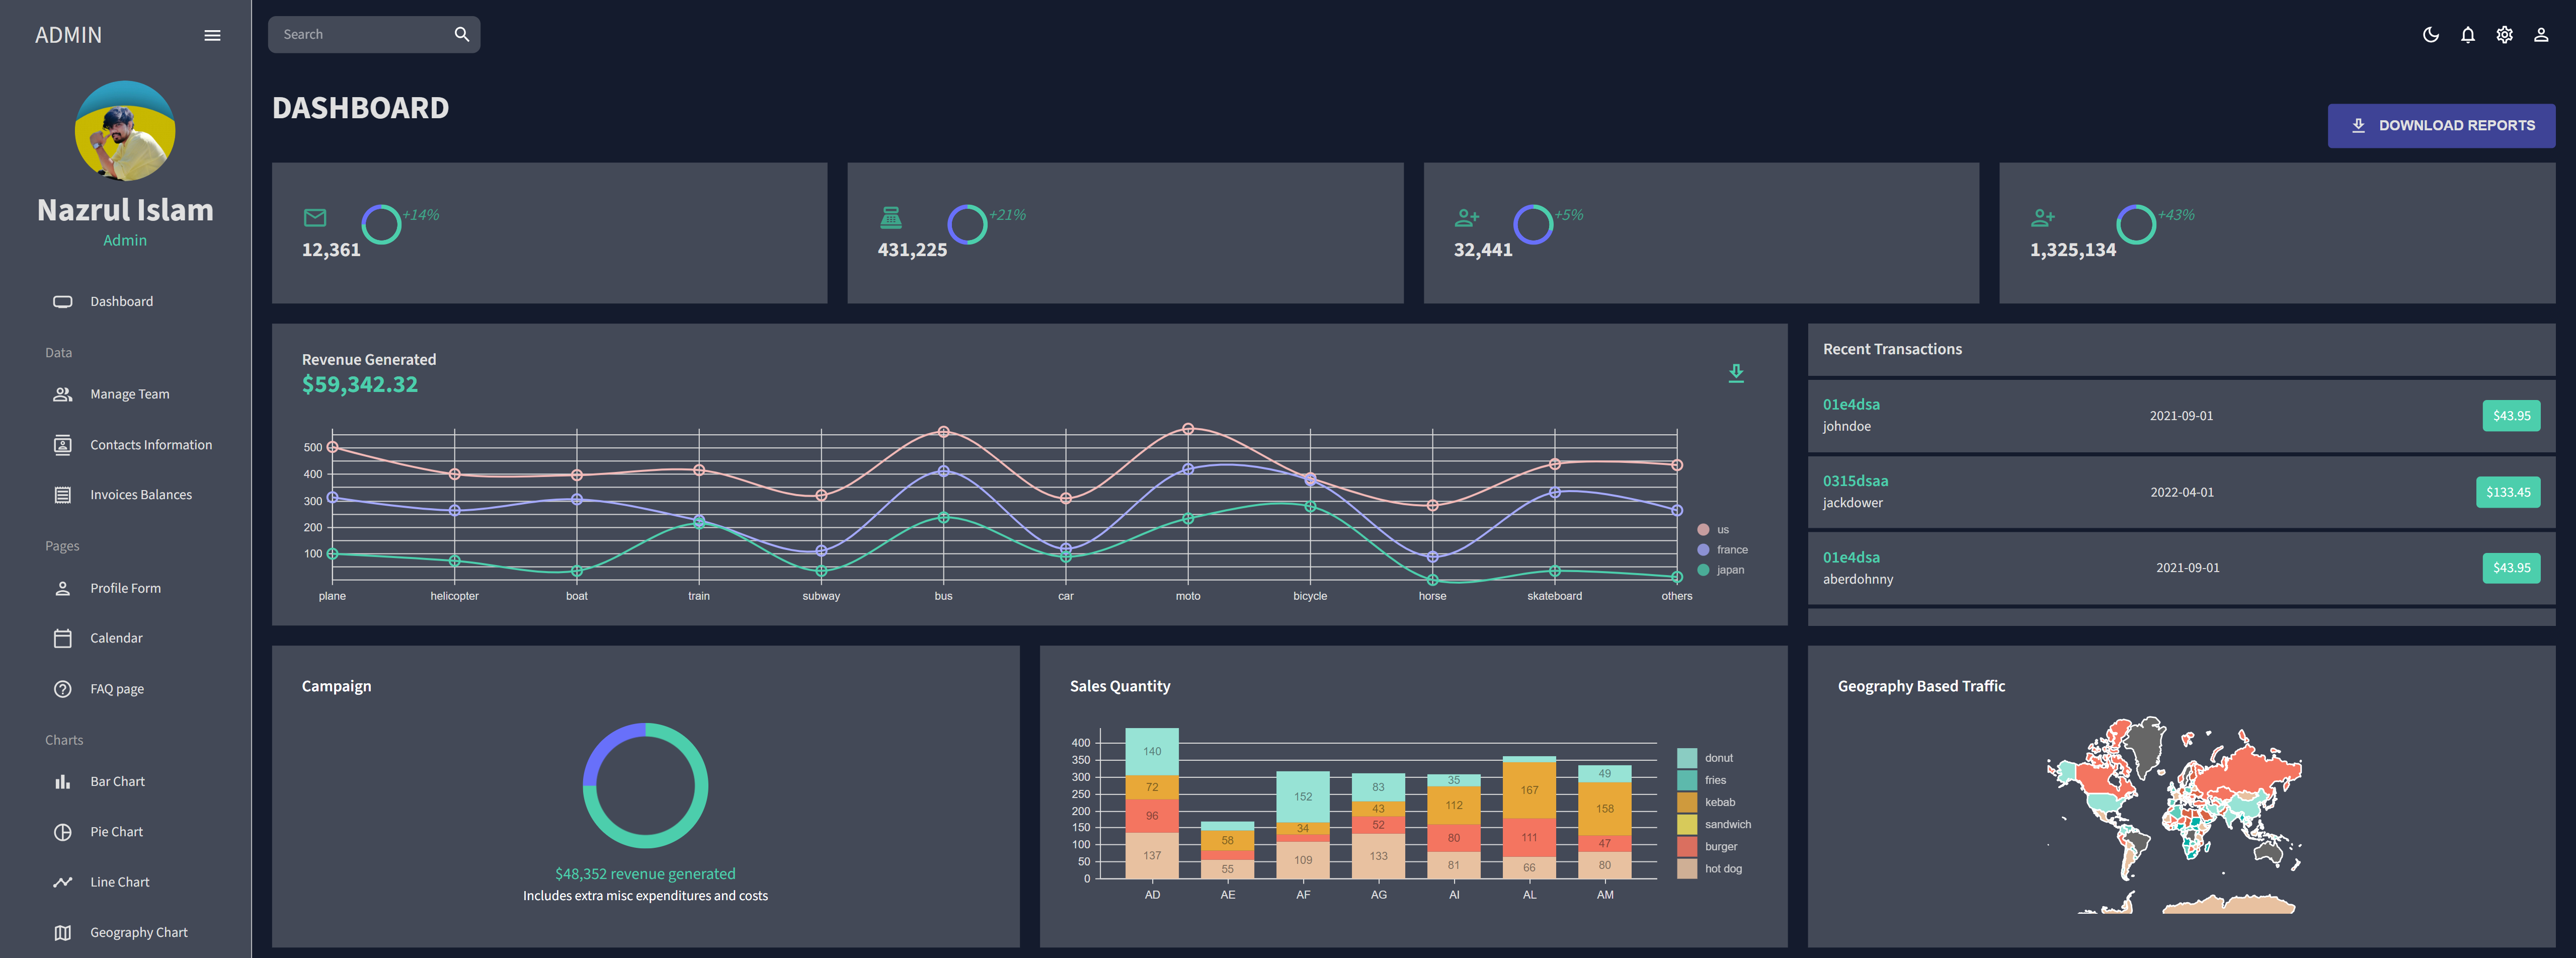 ADMIN
Search
Nazrul Islam
Admin
Dashboard
Data
Manage Team
Contacts Information
Invoices Balances
Pages
Profile Form
Calendar
FAQ page
Charts
Bar Chart
Pie Chart
Line Chart
Geography Chart
DASHBOARD
DOWNLOAD REPORTS
+14%
12,361
+21%
431,225
+5%
32,441
+43%
1,325,134
Revenue Generated
$59,342.32
500
400
300
200
100
plane helicopter boat train subway bus car moto bicycle horse skateboard others
us
france
japan
Recent Transactions
01e4dsa
johndoe
2021-09-01
$43.95
0315dsaa
jackdower
2022-04-01
$133.45
01e4dsa
aberdohnny
2021-09-01
$43.95
Campaign
$48,352 revenue generated
Includes extra misc expenditures and costs
Sales Quantity
400
350
300
250
200
150
100
50
0
140
72
96
137
58
55
152
34
109
83
43
52
133
35
112
80
81
167
111
66
49
158
47
80
AD AE AF AG AI AL AM
donut
fries
kebab
sandwich
burger
hot dog
Geography Based Traffic